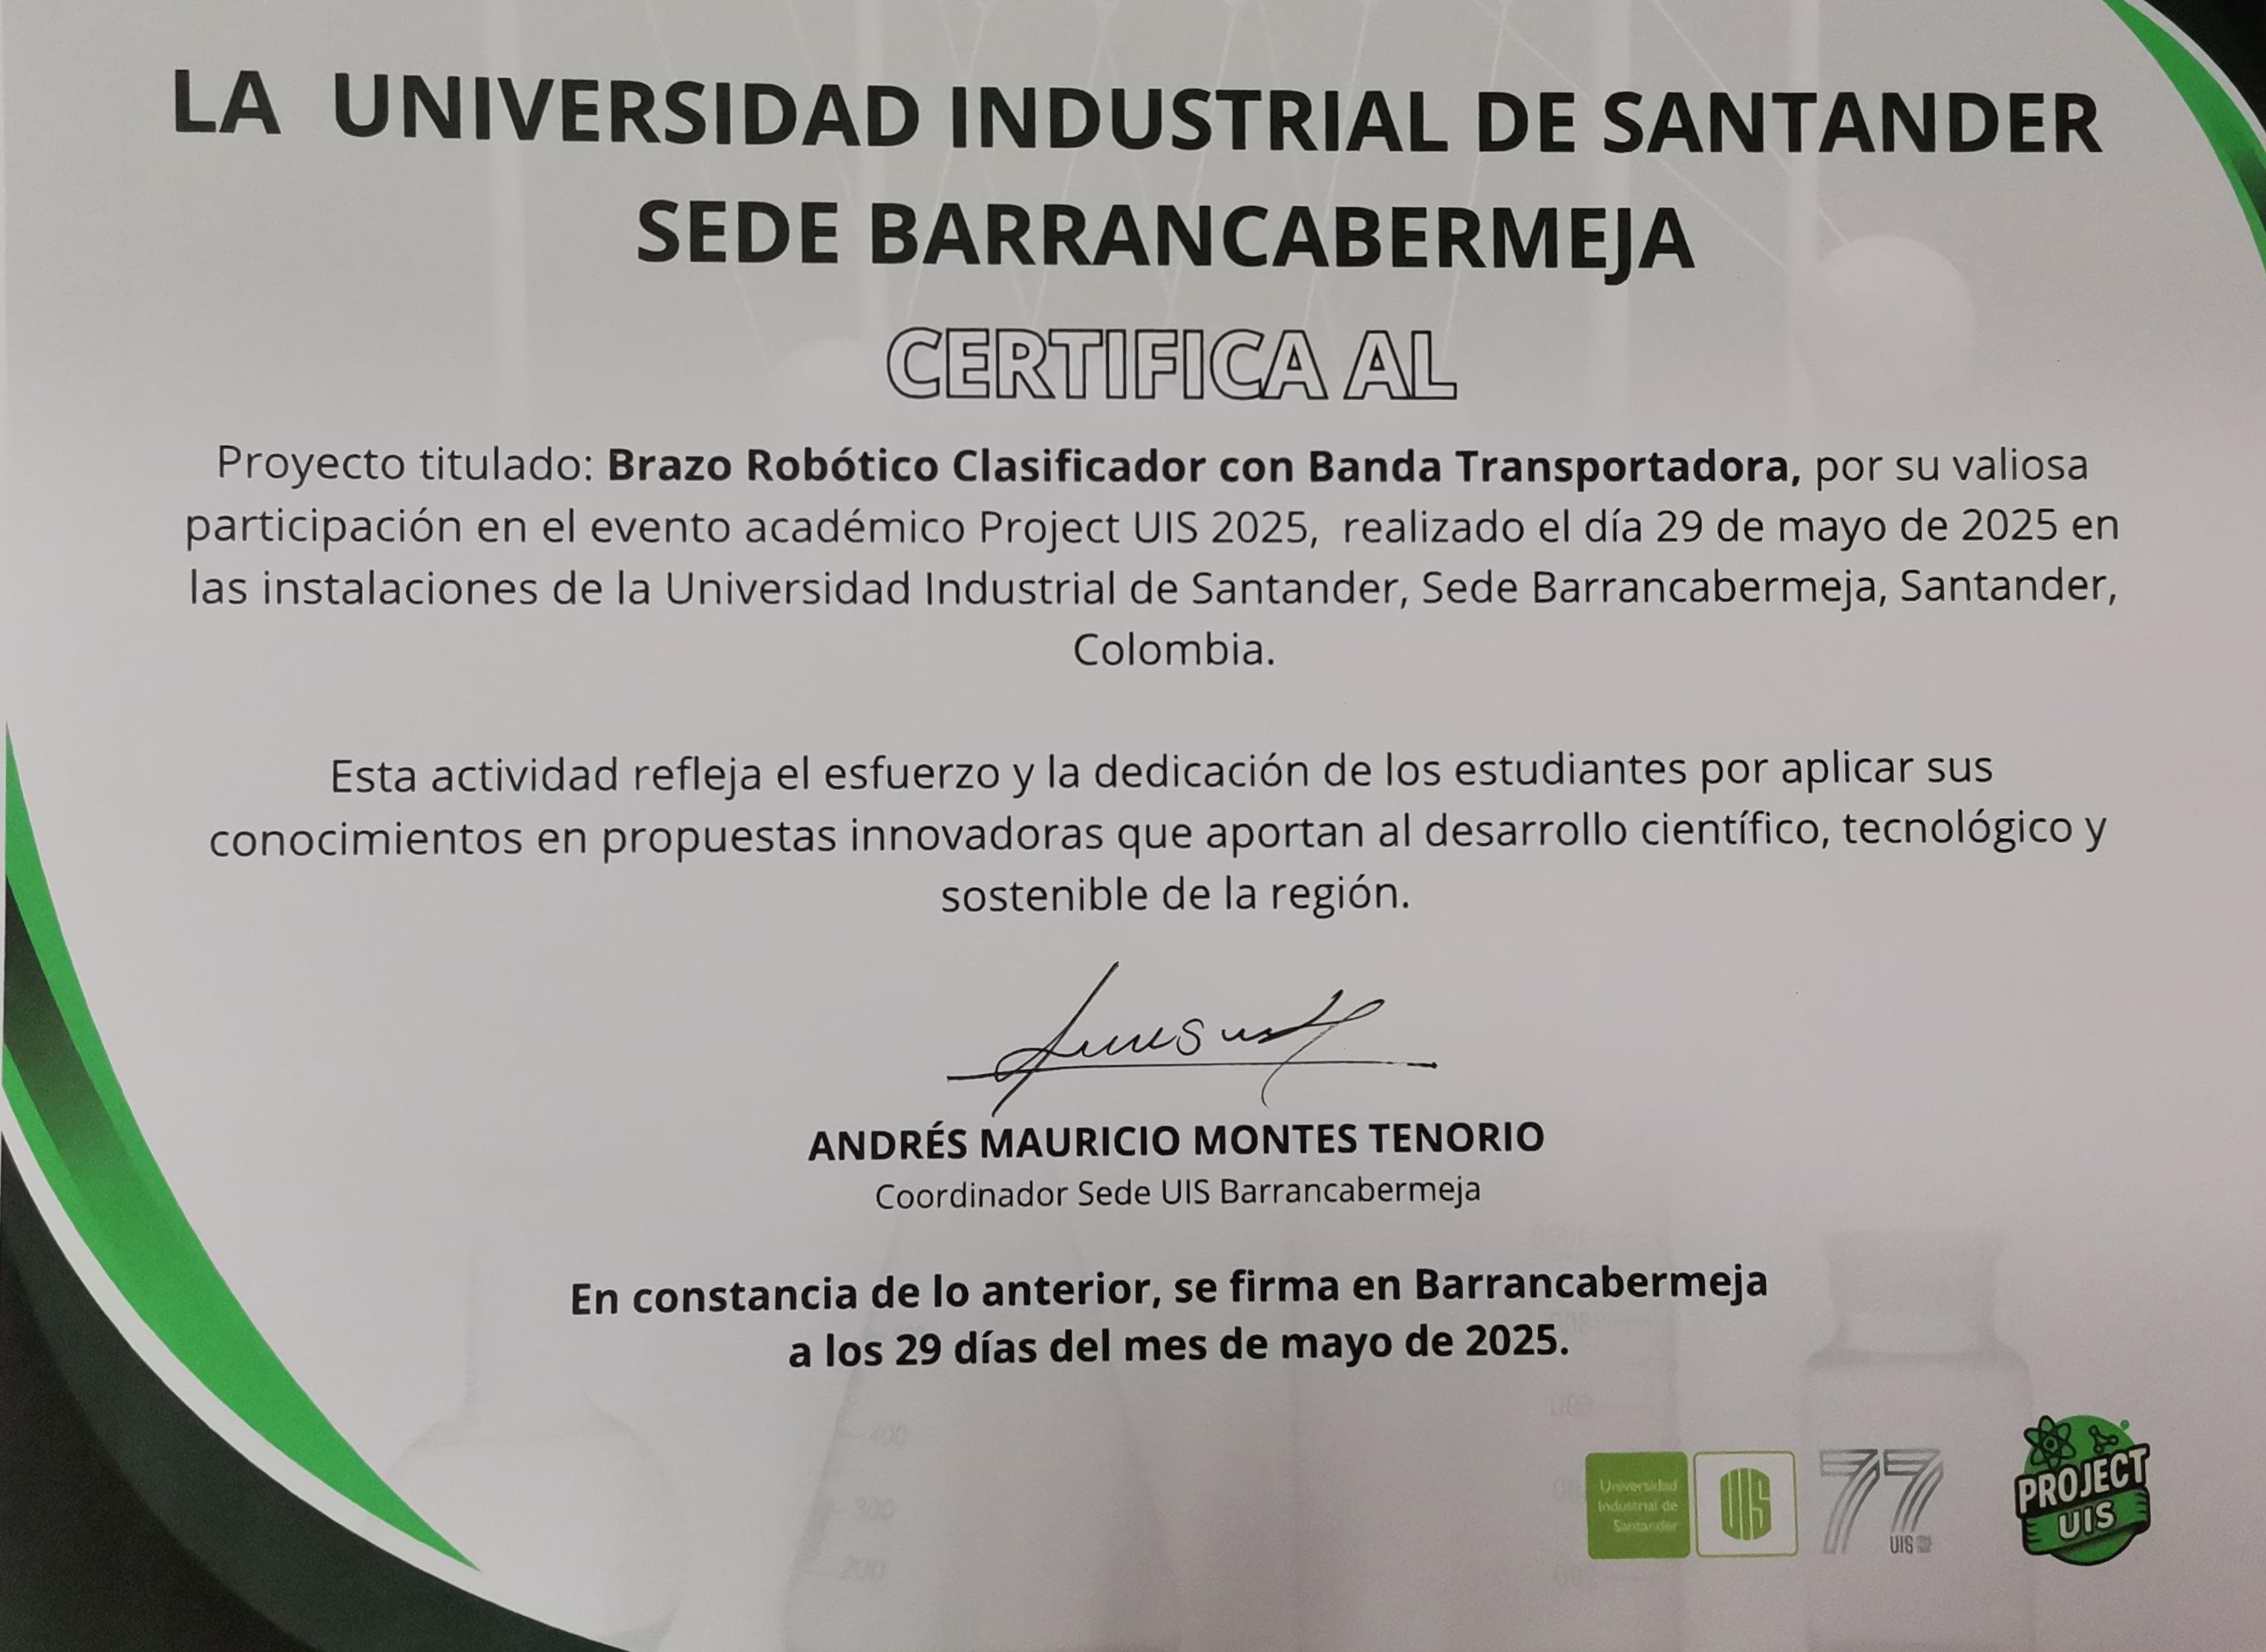 LA UNIVERSIDAD INDUSTRIAL DE SANTANDER
SEDE BARRANCABERMEJA
CERTIFICA AL
Proyecto titulado: Brazo Robótico Clasificador con Banda Transportadora, por su valiosa
participación en el evento académico Project UIS 2025, realizado el día 29 de mayo de 2025 en
las instalaciones de la Universidad Industrial de Santander, Sede Barrancabermeja, Santander,
Colombia.
Esta actividad refleja el esfuerzo y la dedicación de los estudiantes por aplicar sus
conocimientos en propuestas innovadoras que aportan al desarrollo científico, tecnológico y
sostenible de la región.
ANDRÉS MAURICIO MONTES TENORIO
Coordinador Sede UIS Barrancabermeja
En constancia de lo anterior, se firma en Barrancabermeja
a los 29 días del mes de mayo de 2025.
400
300
200
Universidad
Industrial de
Santander
UIS
77
UIS
PROJECT
UIS